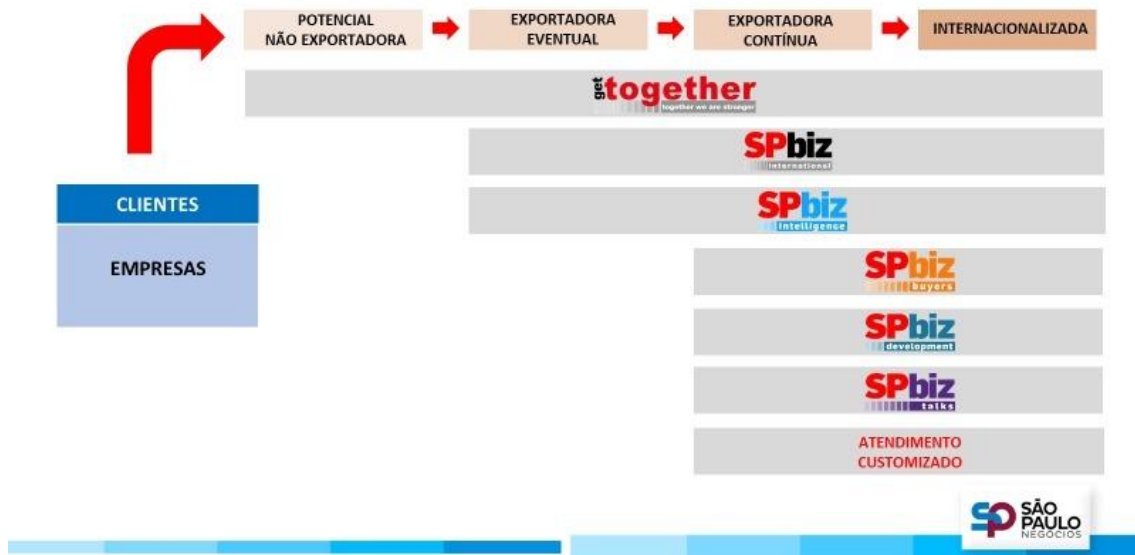 POTENCIAL
NÃO EXPORTADORA
EXPORTADORA
EVENTUAL
EXPORTADORA
CONTÍNUA
INTERNACIONALIZADA
get together
together we are stronger
SPbiz
international
CLIENTES
SPbiz
intelligence
EMPRESAS
SPbiz
buyers
SPbiz
development
SPbiz
talks
ATENDIMENTO
CUSTOMIZADO
SP SÃO
PAULO
NEGÓCIOS